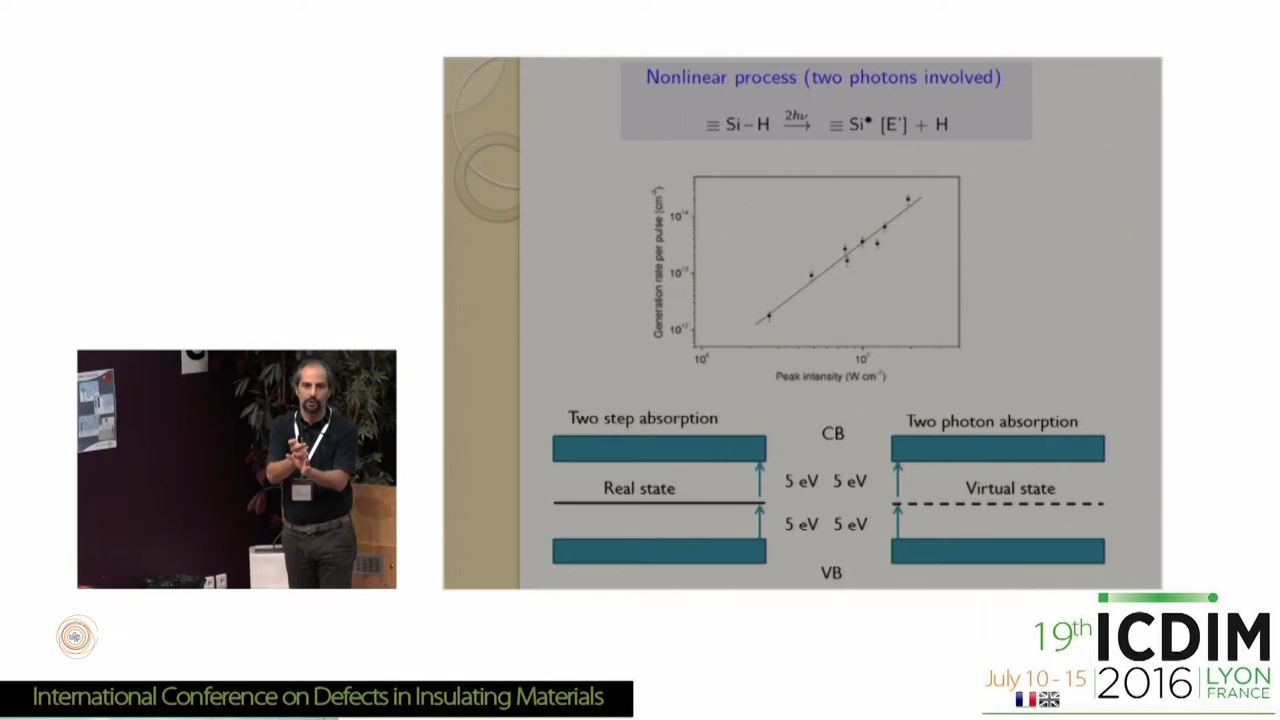 Nonlinear process (two photons involved)
≡ Si – H 2hν ⟶ ≡ Si• [E'] + H
Generation rate per pulse (cm⁻³)
10¹⁴
10¹³
10¹²
10⁶
10⁷
Peak intensity (W cm⁻²)
Two step absorption
CB
Two photon absorption
5 eV 5 eV
Real state
Virtual state
5 eV 5 eV
VB
19th ICDIM
July 10 - 15 2016 LYON
FRANCE
International Conference on Defects in Insulating Materials